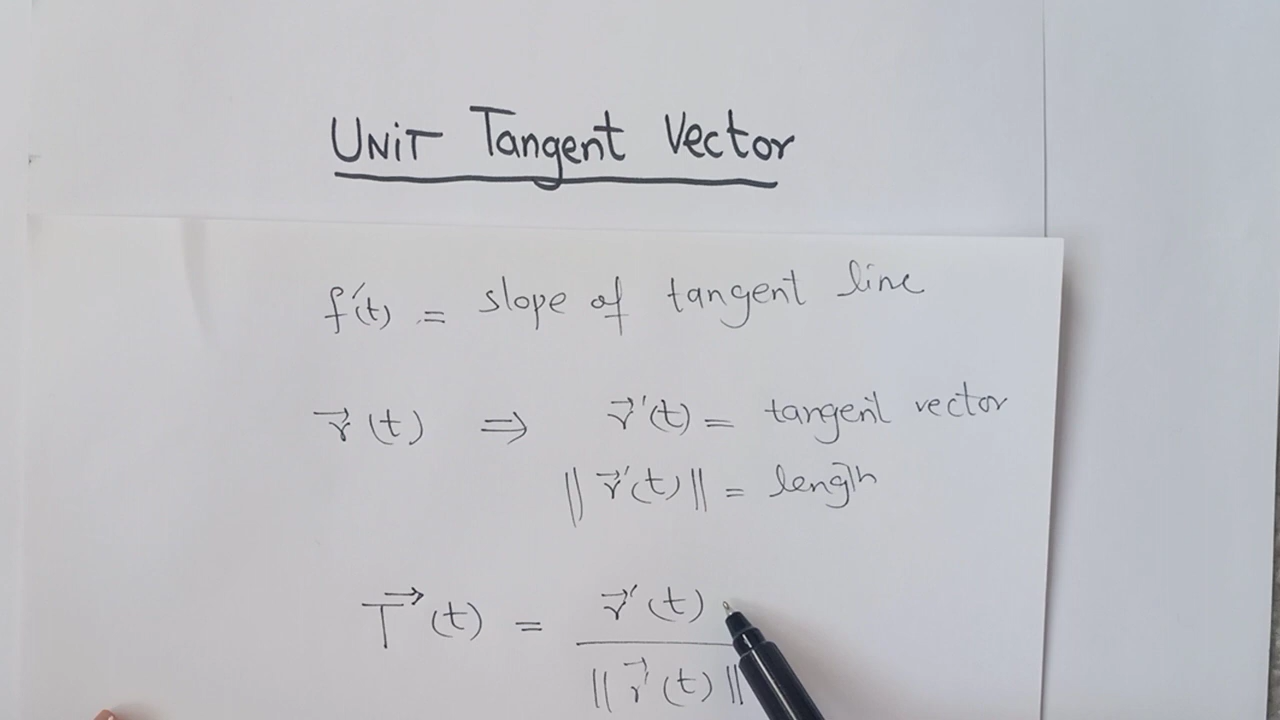 UNiT Tangent Vector
f'(t) = slope of tangent line
r⃗(t) ⇒ r⃗'(t) = tangent vector
||r⃗'(t)|| = length
T⃗(t) = r⃗'(t)
||r⃗'(t)||